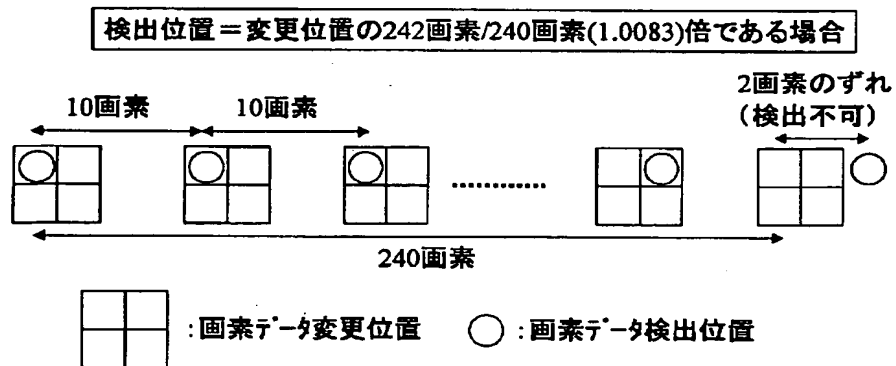 検出位置=変更位置の242画素/240画素(1.0083)倍である場合
2画素のずれ
(検出不可)
10画素
10画素
240画素
:画素データ変更位置
:画素データ検出位置